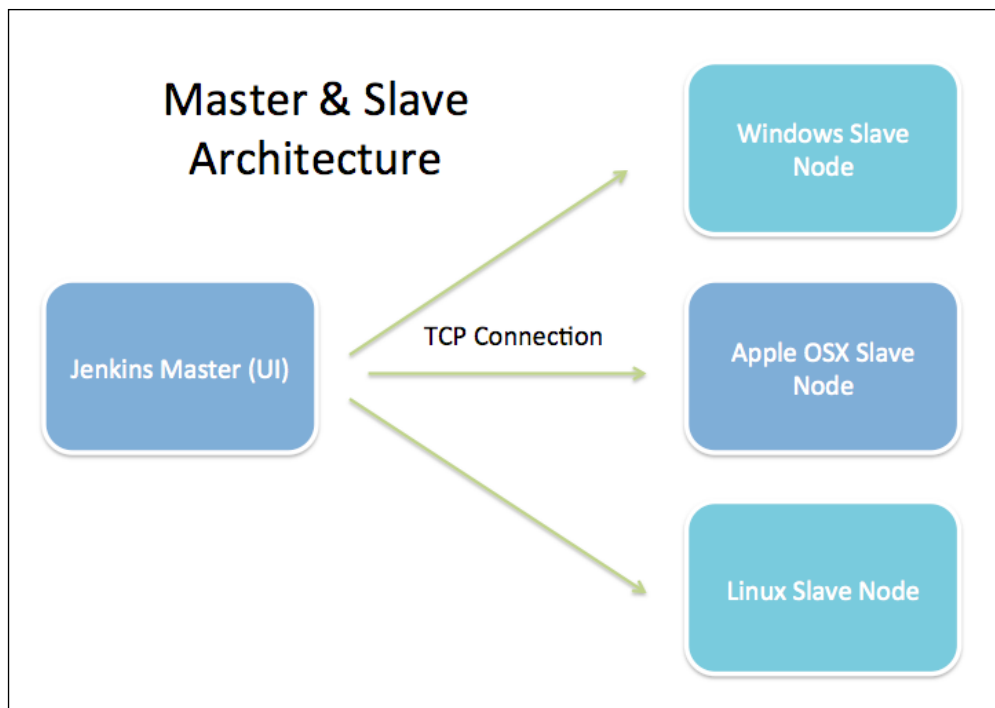 Master & Slave
Architecture
Windows Slave
Node
TCP Connection
Jenkins Master (UI)
Apple OSX Slave
Node
Linux Slave Node